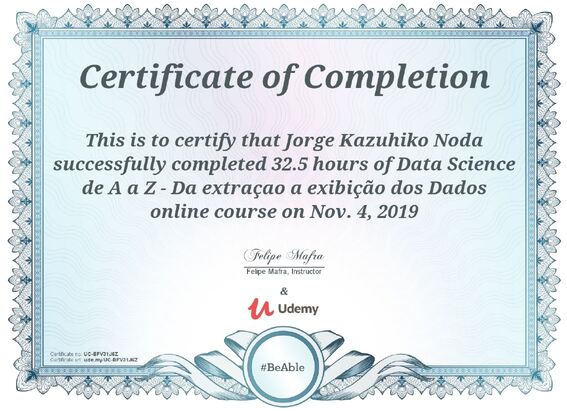 Certificate of Completion
This is to certify that Jorge Kazuhiko Noda
successfully completed 32.5 hours of Data Science
de A a Z - Da extraçao a exibição dos Dados
online course on Nov. 4, 2019
Felipe Mafra
Felipe Mafra, Instructor
&
Udemy
Certificate no: UC-BFV31J6Z
Certificate url: ude.my/UC-BFV31J6Z
#BeAble